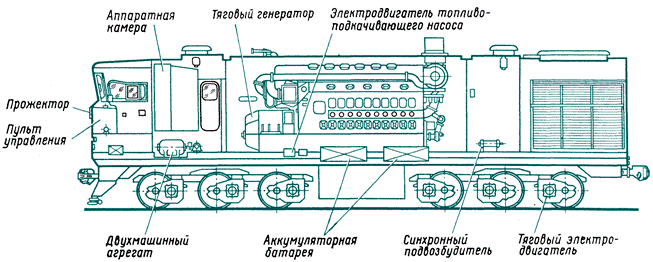 Аппаратная
камера
Тяговый генератор
Электродвигатель топливо-
подкачивающего насоса
Прожектор
Пульт
управления
Двухмашинный
агрегат
Аккумуляторная
батарея
Синхронный
подвозбудитель
Тяговый электро-
двигатель